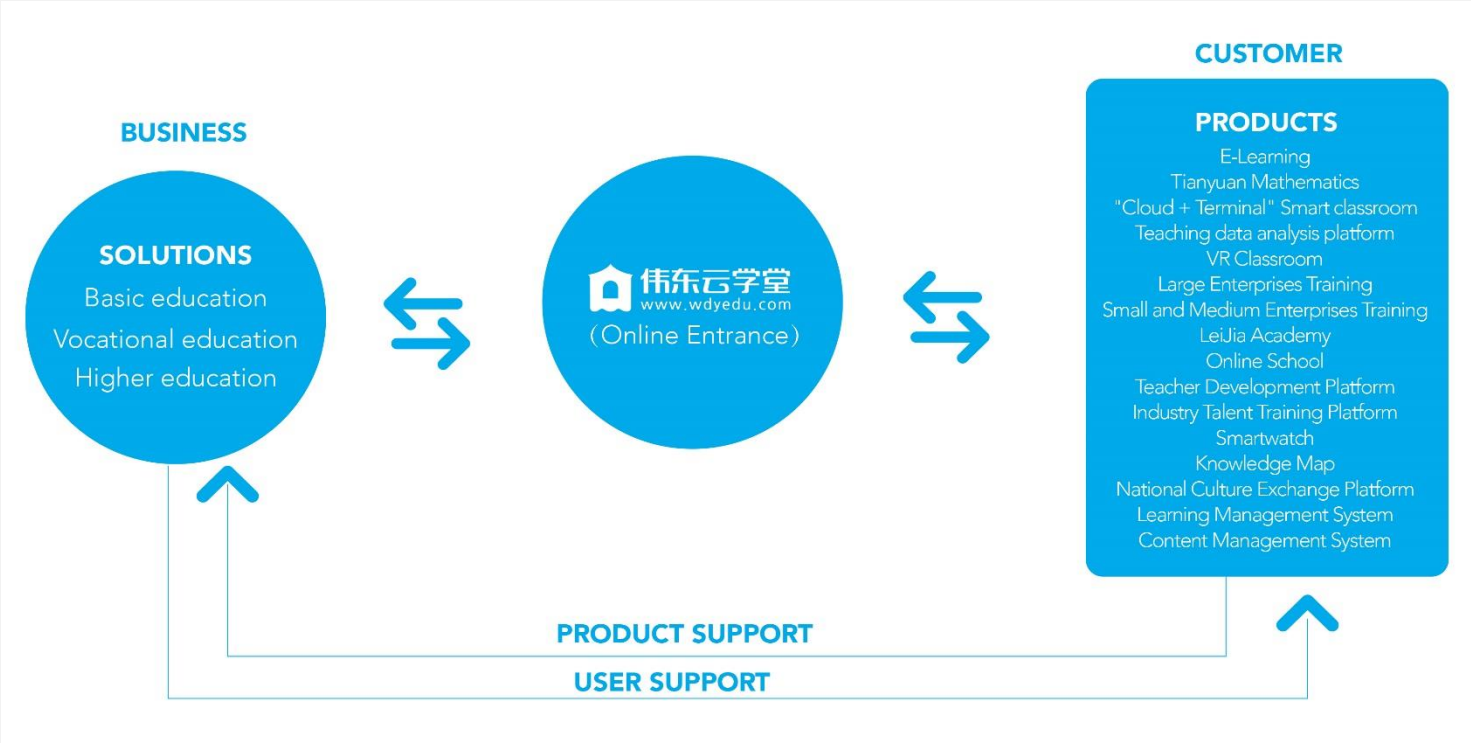 BUSINESS
SOLUTIONS
Basic education
Vocational education
Higher education
伟东云学堂
www.wdyedu.com
（Online Entrance）
CUSTOMER
PRODUCTS
E-Learning
Tianyuan Mathematics
"Cloud + Terminal" Smart classroom
Teaching data analysis platform
VR Classroom
Large Enterprises Training
Small and Medium Enterprises Training
LeiJia Academy
Online School
Teacher Development Platform
Industry Talent Training Platform
Smartwatch
Knowledge Map
National Culture Exchange Platform
Learning Management System
Content Management System
PRODUCT SUPPORT
USER SUPPORT